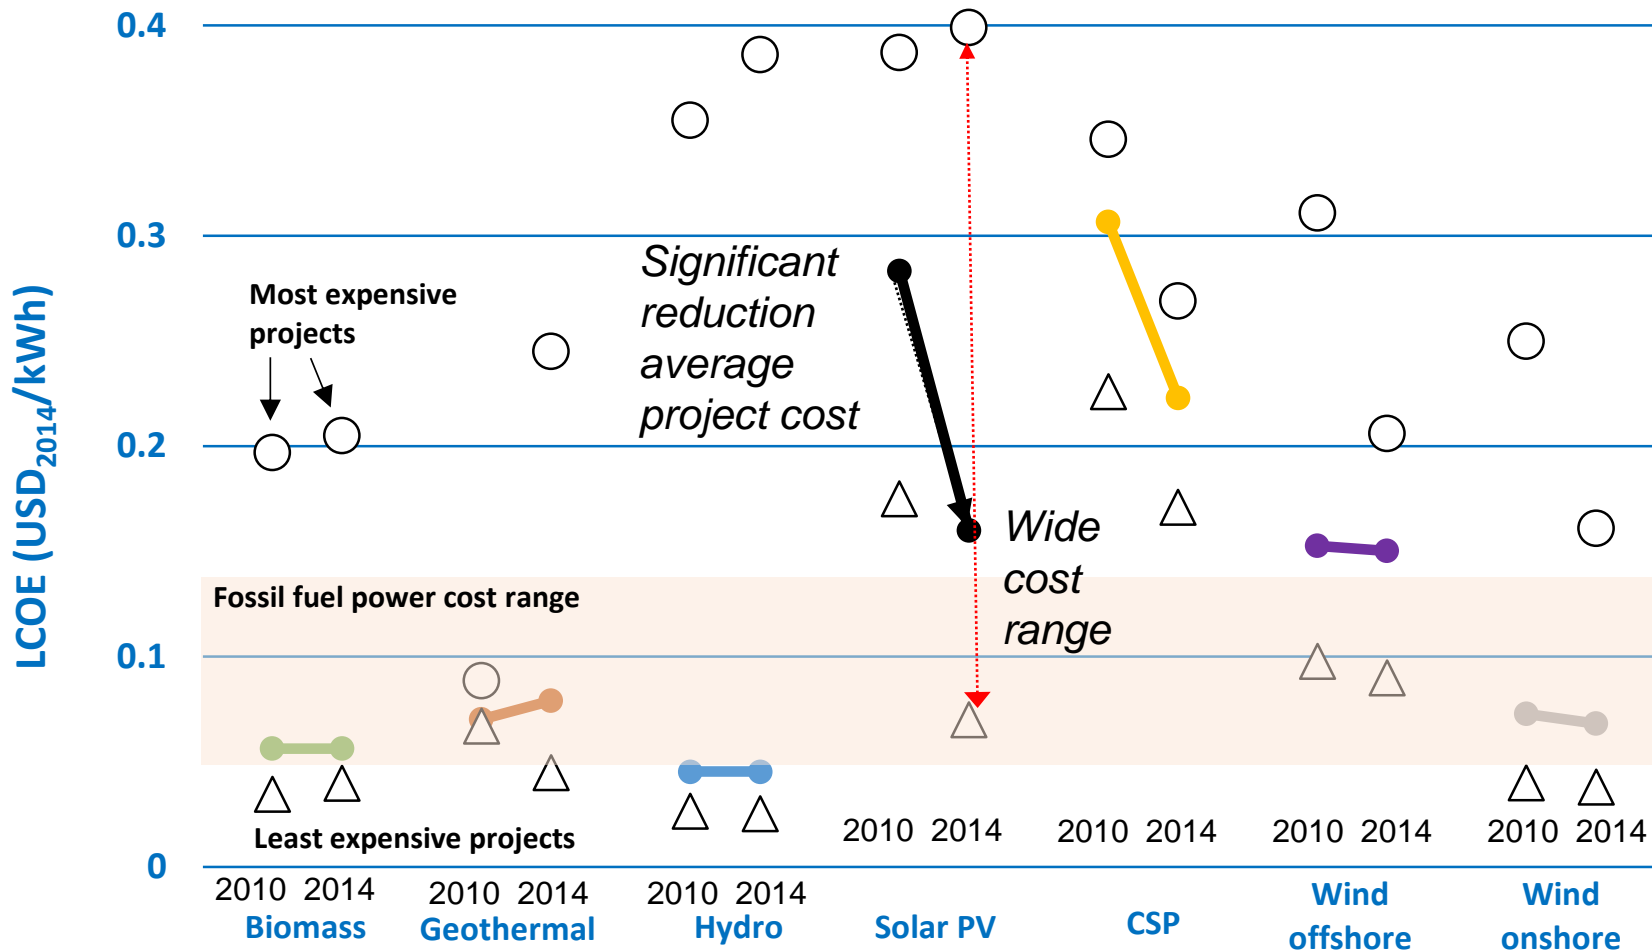 LCOE (USD2014/kWh)
0.4
0.3
0.2
0.1
0
Most expensive
projects
Significant
reduction
average
project cost
Wide
cost
range
Fossil fuel power cost range
Least expensive projects
2010 2014
Biomass
2010 2014
Geothermal
2010 2014
Hydro
2010 2014
Solar PV
2010 2014
CSP
2010 2014
Wind
offshore
2010 2014
Wind
onshore